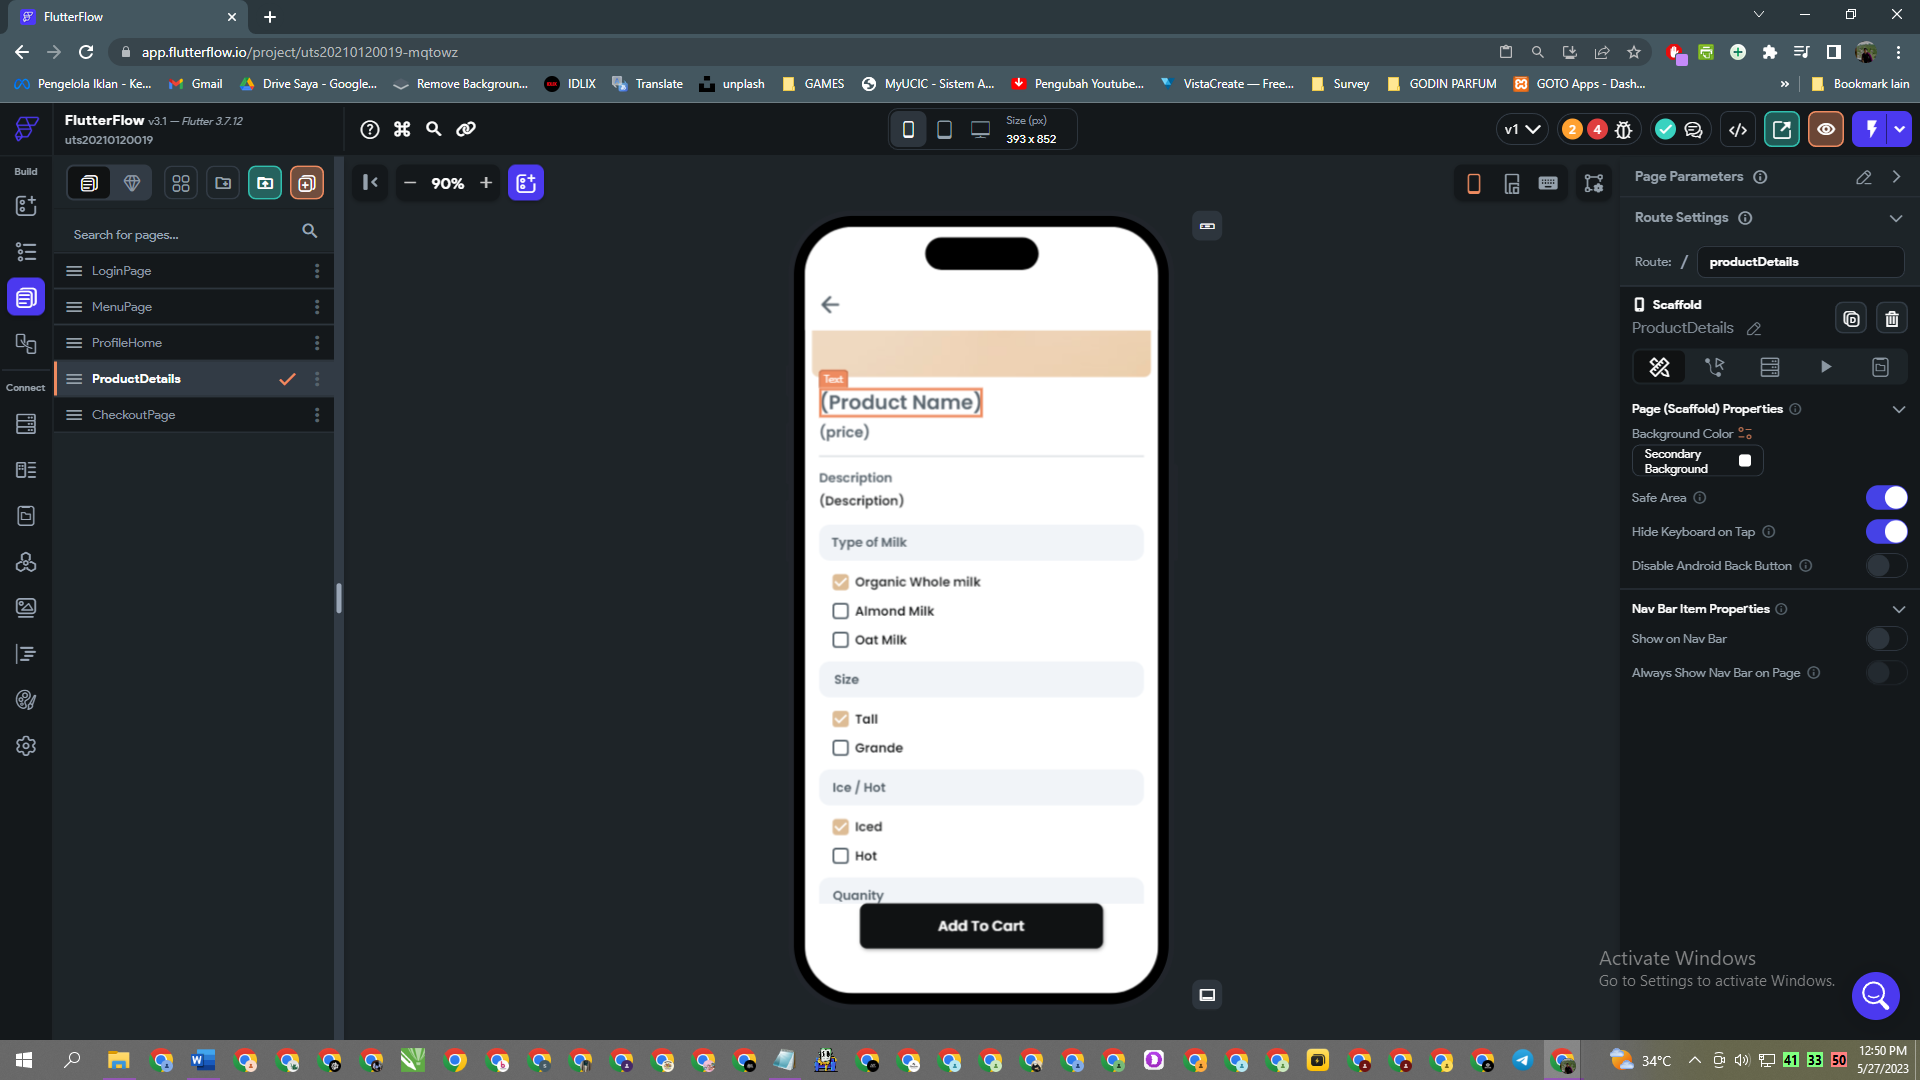 FlutterFlow
app.flutterflow.io/project/uts20210120019-mqtowz
Pengelola Iklan - Ke...
Gmail
Drive Saya - Google...
Remove Backgroun...
IDLIX
Translate
unplash
GAMES
MyUCIC - Sistem A...
Pengubah Youtube...
VistaCreate — Free...
Survey
GODIN PARFUM
GOTO Apps - Dash...
»
Bookmark lain
FlutterFlow v3.1 — Flutter 3.7.12
uts20210120019
Size (px)
393 x 852
v1
2
4
Build
Connect
Search for pages...
LoginPage
MenuPage
ProfileHome
ProductDetails
CheckoutPage
90%
Text
(Product Name)
(price)
Description
(Description)
Type of Milk
Organic Whole milk
Almond Milk
Oat Milk
Size
Tall
Grande
Ice / Hot
Iced
Hot
Quanity
Add To Cart
Page Parameters
Route Settings
Route: / productDetails
Scaffold
ProductDetails
Page (Scaffold) Properties
Background Color
Secondary
Background
Safe Area
Hide Keyboard on Tap
Disable Android Back Button
Nav Bar Item Properties
Show on Nav Bar
Always Show Nav Bar on Page
Activate Windows
Go to Settings to activate Windows.
34°C
41
33
50
12:50 PM
5/27/2023